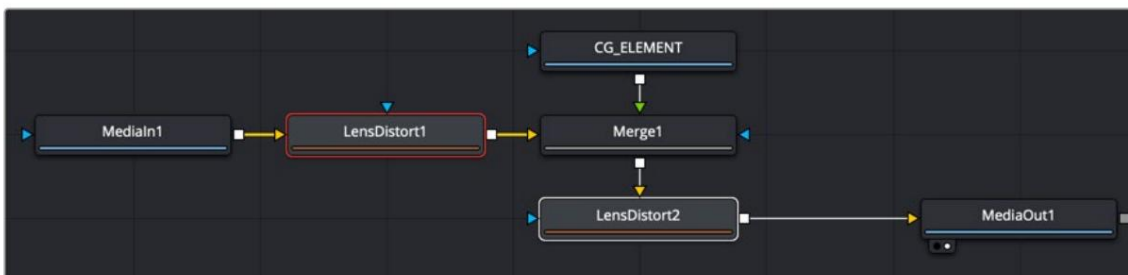 CG_ELEMENT
MediaIn1
LensDistort1
Merge1
LensDistort2
MediaOut1